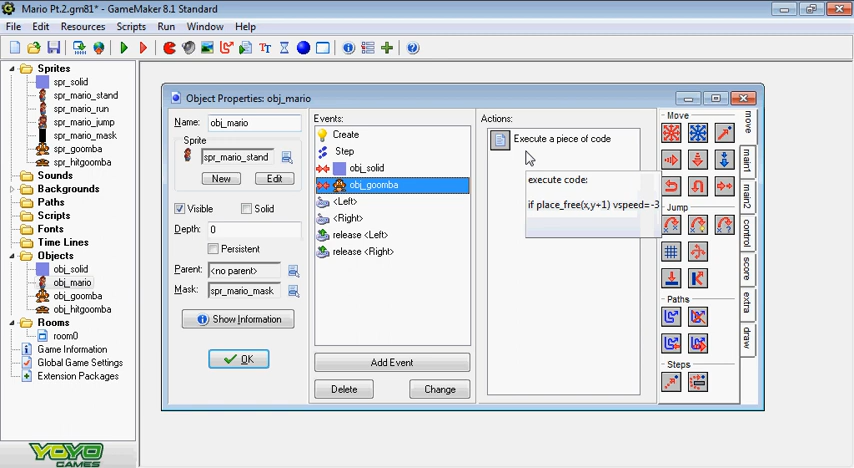 Mario Pt.2.gm81* - GameMaker 8.1 Standard
File Edit Resources Scripts Run Window Help
Sprites
spr_solid
spr_mario_stand
spr_mario_run
spr_mario_jump
spr_mario_mask
spr_goomba
spr_hitgoomba
Sounds
Backgrounds
Paths
Scripts
Fonts
Time Lines
Objects
obj_solid
obj_mario
obj_goomba
obj_hitgoomba
Rooms
room0
Game Information
Global Game Settings
Extension Packages
YOYO
GAMES
Object Properties: obj_mario
Name: obj_mario
Sprite
spr_mario_stand
New Edit
Visible Solid
Depth: 0
Persistent
Parent: <no parent>
Mask: spr_mario_mask
Show Information
OK
Events:
Create
Step
obj_solid
obj_goomba
<Left>
<Right>
release <Left>
release <Right>
Add Event
Delete Change
Actions:
Execute a piece of code
execute code:
if place_free(x,y+1) vspeed=-3
Move
Jump
Paths
Steps
move
main1
main2
control
score
extra
draw